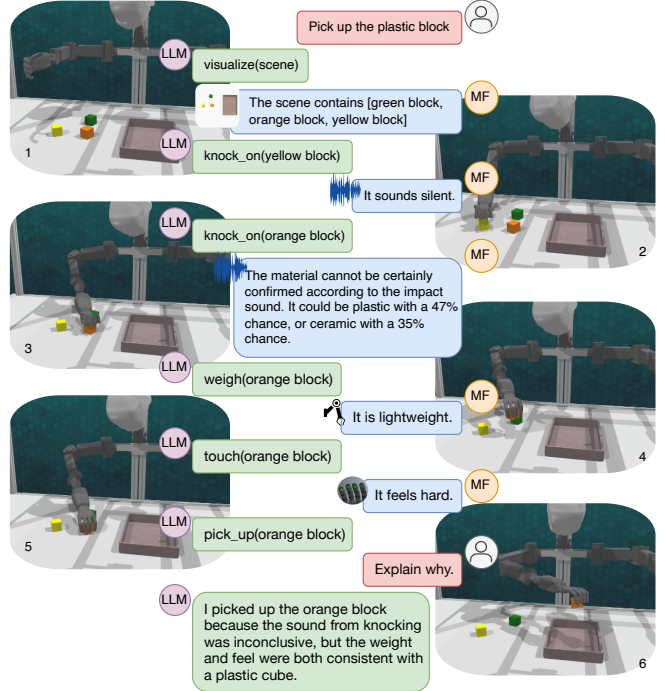 Pick up the plastic block
LLM
visualize(scene)
MF
The scene contains [green block,
orange block, yellow block]
1
LLM
knock_on(yellow block)
MF
It sounds silent.
2
LLM
knock_on(orange block)
MF
The material cannot be certainly
confirmed according to the impact
sound. It could be plastic with a 47%
chance, or ceramic with a 35%
chance.
3
LLM
weigh(orange block)
MF
It is lightweight.
4
LLM
touch(orange block)
MF
It feels hard.
LLM
pick_up(orange block)
5
Explain why.
LLM
I picked up the orange block
because the sound from knocking
was inconclusive, but the weight
and feel were both consistent with
a plastic cube.
6